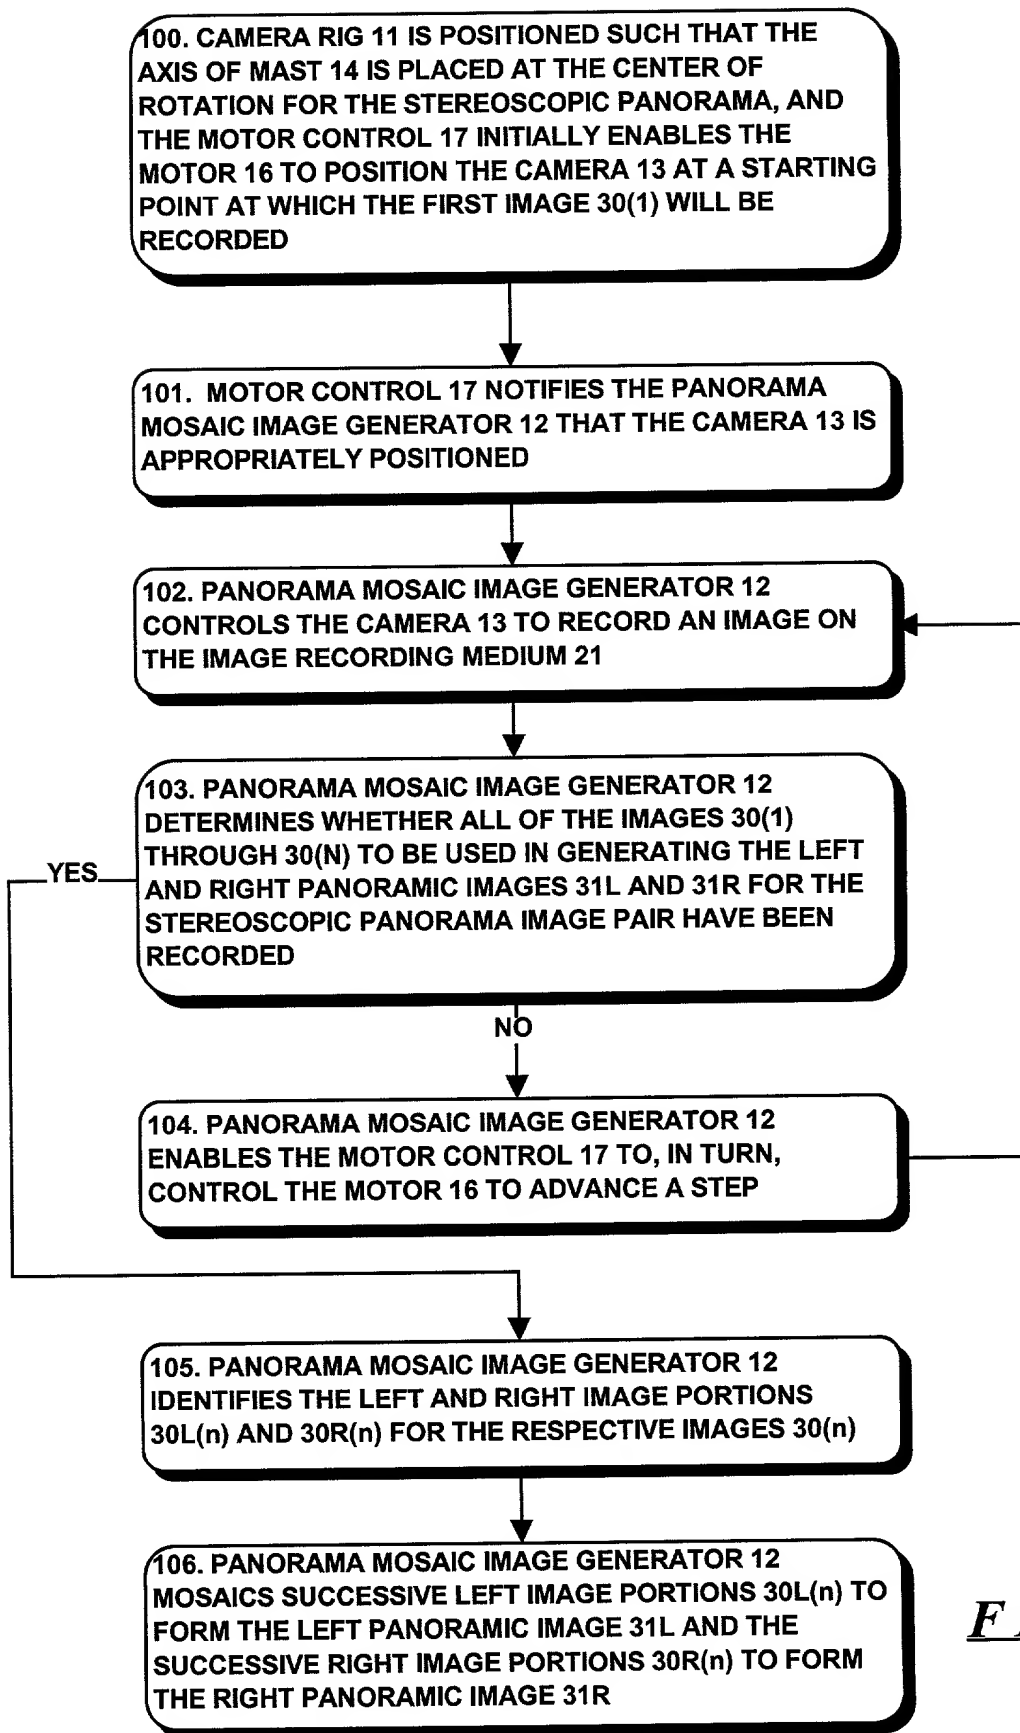 100. CAMERA RIG 11 IS POSITIONED SUCH THAT THE
AXIS OF MAST 14 IS PLACED AT THE CENTER OF
ROTATION FOR THE STEREOSCOPIC PANORAMA, AND
THE MOTOR CONTROL 17 INITIALLY ENABLES THE
MOTOR 16 TO POSITION THE CAMERA 13 AT A STARTING
POINT AT WHICH THE FIRST IMAGE 30(1) WILL BE
RECORDED
101. MOTOR CONTROL 17 NOTIFIES THE PANORAMA
MOSAIC IMAGE GENERATOR 12 THAT THE CAMERA 13 IS
APPROPRIATELY POSITIONED
102. PANORAMA MOSAIC IMAGE GENERATOR 12
CONTROLS THE CAMERA 13 TO RECORD AN IMAGE ON
THE IMAGE RECORDING MEDIUM 21
103. PANORAMA MOSAIC IMAGE GENERATOR 12
DETERMINES WHETHER ALL OF THE IMAGES 30(1)
THROUGH 30(N) TO BE USED IN GENERATING THE LEFT
AND RIGHT PANORAMIC IMAGES 31L AND 31R FOR THE
STEREOSCOPIC PANORAMA IMAGE PAIR HAVE BEEN
RECORDED
YES
NO
104. PANORAMA MOSAIC IMAGE GENERATOR 12
ENABLES THE MOTOR CONTROL 17 TO, IN TURN,
CONTROL THE MOTOR 16 TO ADVANCE A STEP
105. PANORAMA MOSAIC IMAGE GENERATOR 12
IDENTIFIES THE LEFT AND RIGHT IMAGE PORTIONS
30L(n) AND 30R(n) FOR THE RESPECTIVE IMAGES 30(n)
106. PANORAMA MOSAIC IMAGE GENERATOR 12
MOSAICS SUCCESSIVE LEFT IMAGE PORTIONS 30L(n) TO
FORM THE LEFT PANORAMIC IMAGE 31L AND THE
SUCCESSIVE RIGHT IMAGE PORTIONS 30R(n) TO FORM
THE RIGHT PANORAMIC IMAGE 31R